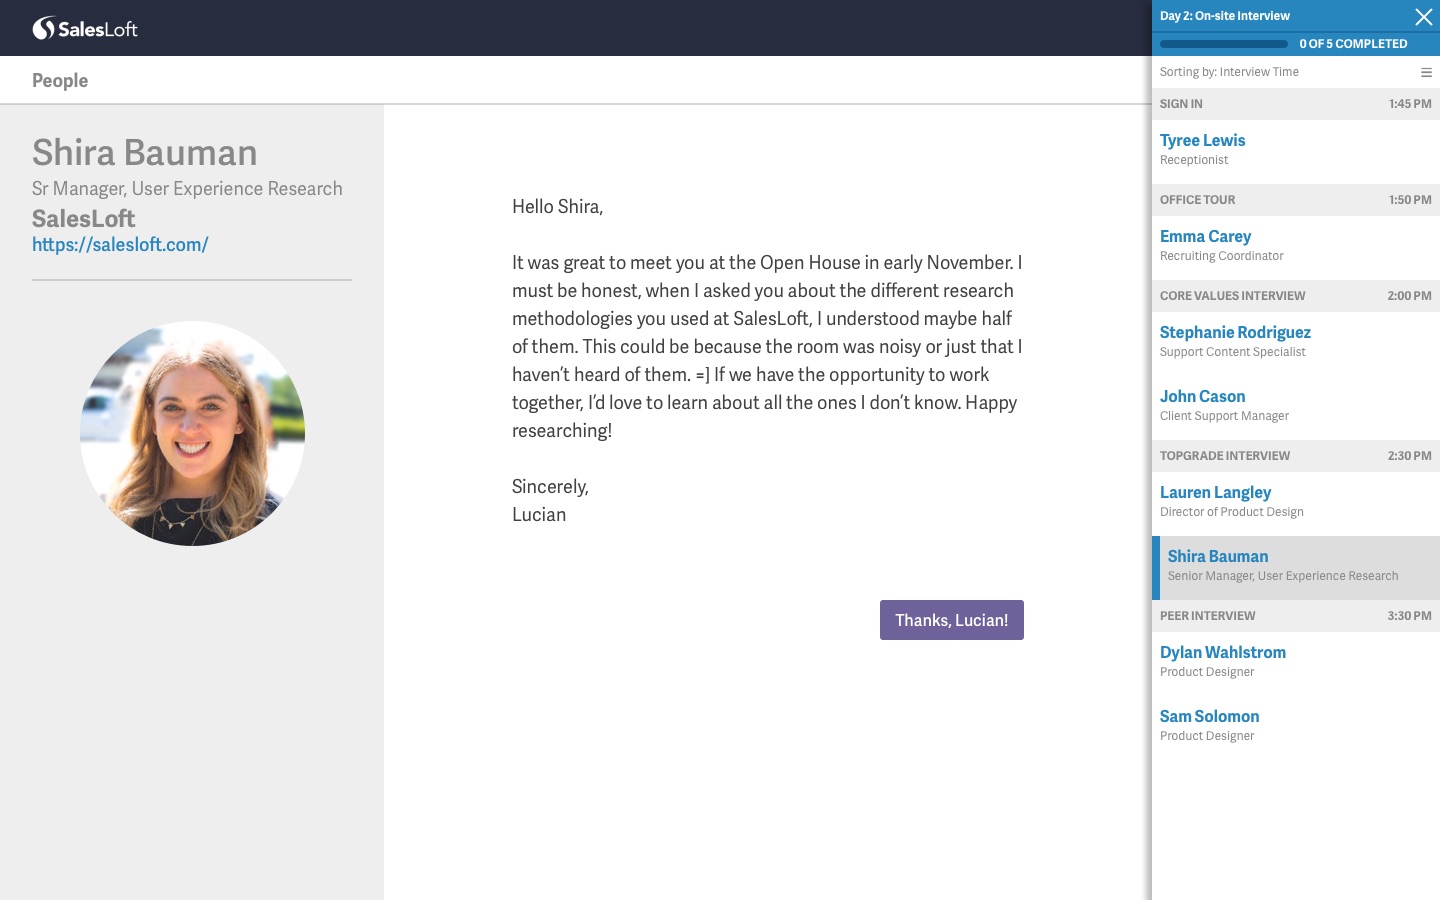 SalesLoft
People
Shira Bauman
Sr Manager, User Experience Research
SalesLoft
https://salesloft.com/
Hello Shira,
It was great to meet you at the Open House in early November. I
must be honest, when I asked you about the different research
methodologies you used at SalesLoft, I understood maybe half
of them. This could be because the room was noisy or just that I
haven’t heard of them. =] If we have the opportunity to work
together, I’d love to learn about all the ones I don’t know. Happy
researching!
Sincerely,
Lucian
Thanks, Lucian!
Day 2: On-site Interview
0 OF 5 COMPLETED
Sorting by: Interview Time
SIGN IN 1:45 PM
Tyree Lewis
Receptionist
OFFICE TOUR 1:50 PM
Emma Carey
Recruiting Coordinator
CORE VALUES INTERVIEW 2:00 PM
Stephanie Rodriguez
Support Content Specialist
John Cason
Client Support Manager
TOPGRADE INTERVIEW 2:30 PM
Lauren Langley
Director of Product Design
Shira Bauman
Senior Manager, User Experience Research
PEER INTERVIEW 3:30 PM
Dylan Wahlstrom
Product Designer
Sam Solomon
Product Designer